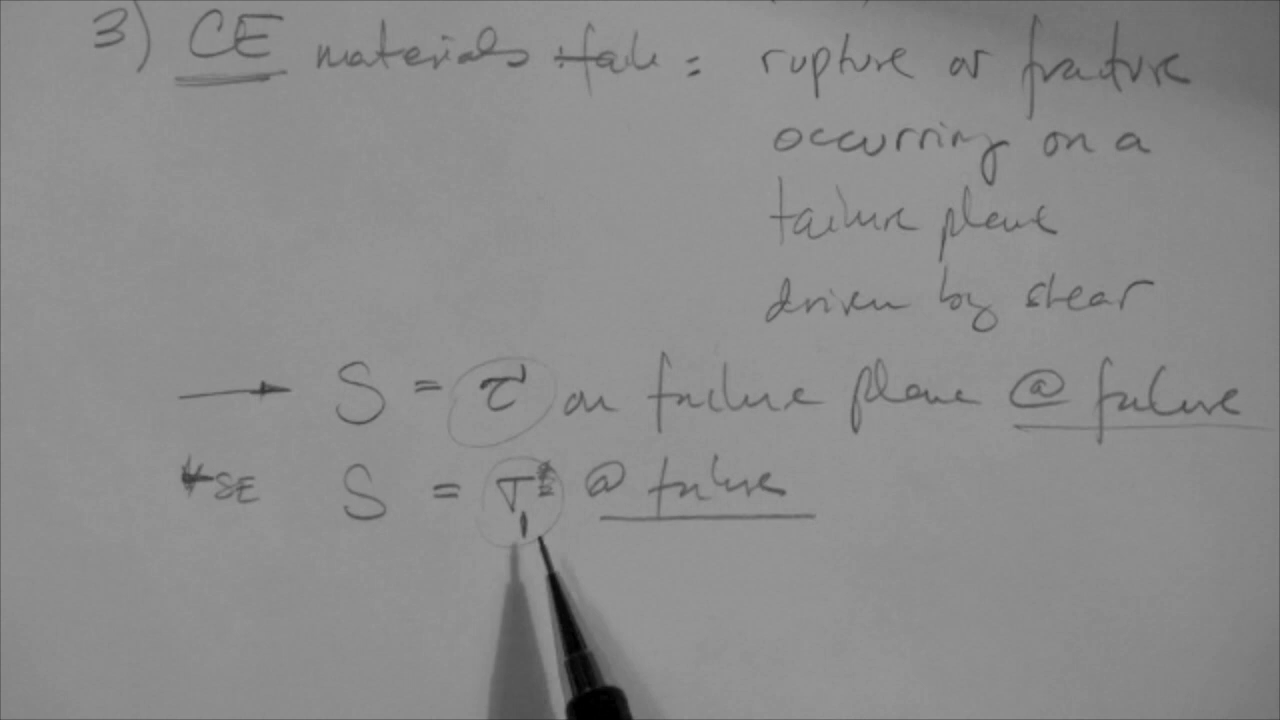 3) CE materials fail : rupture or fracture
occurring on a
failure plane
driven by shear
→ S = τ on failure plane @ failure
SE S = @ failure